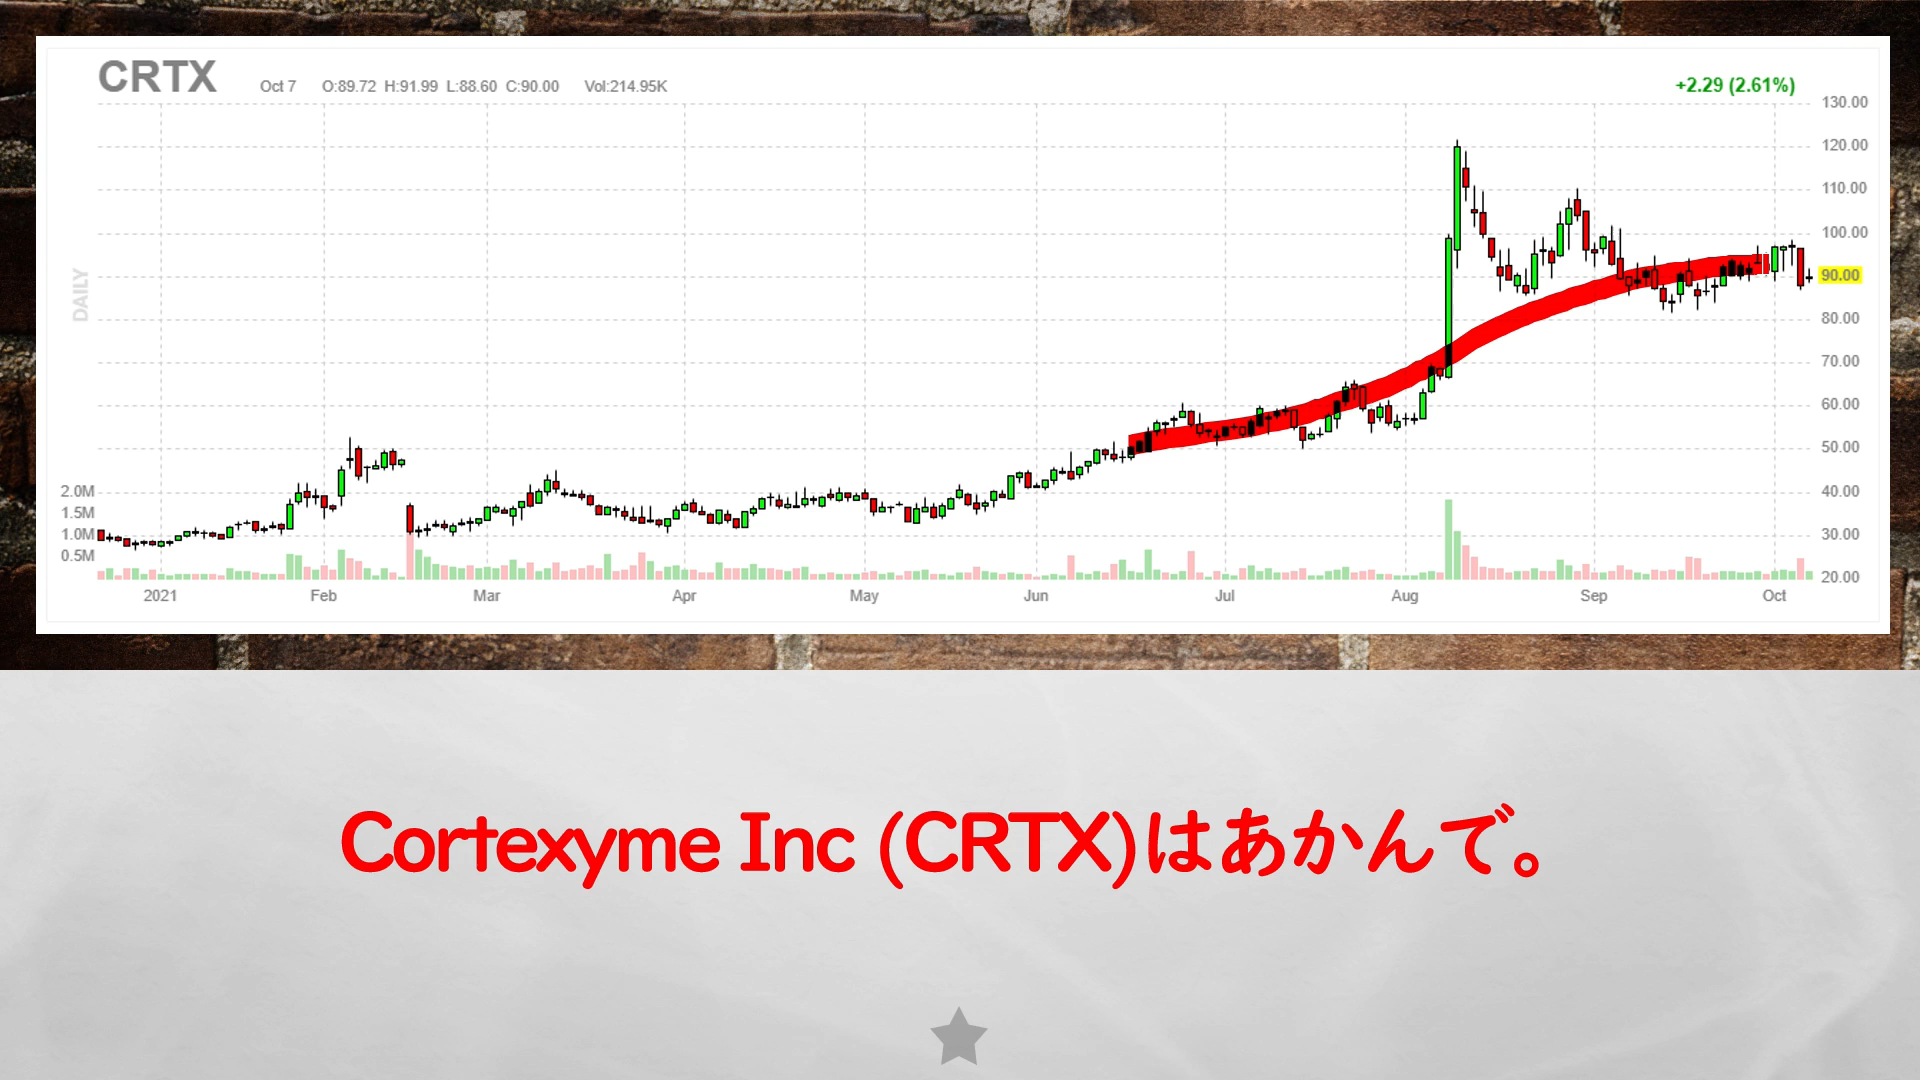 CRTX Oct 7 O:89.72 H:91.99 L:88.60 C:90.00 Vol:214.95K +2.29 (2.61%)
130.00
120.00
110.00
100.00
90.00
80.00
70.00
60.00
50.00
40.00
30.00
20.00
DAILY
2.0M
1.5M
1.0M
0.5M
2021 Feb Mar Apr May Jun Jul Aug Sep Oct
Cortexyme Inc (CRTX)はあかんで。